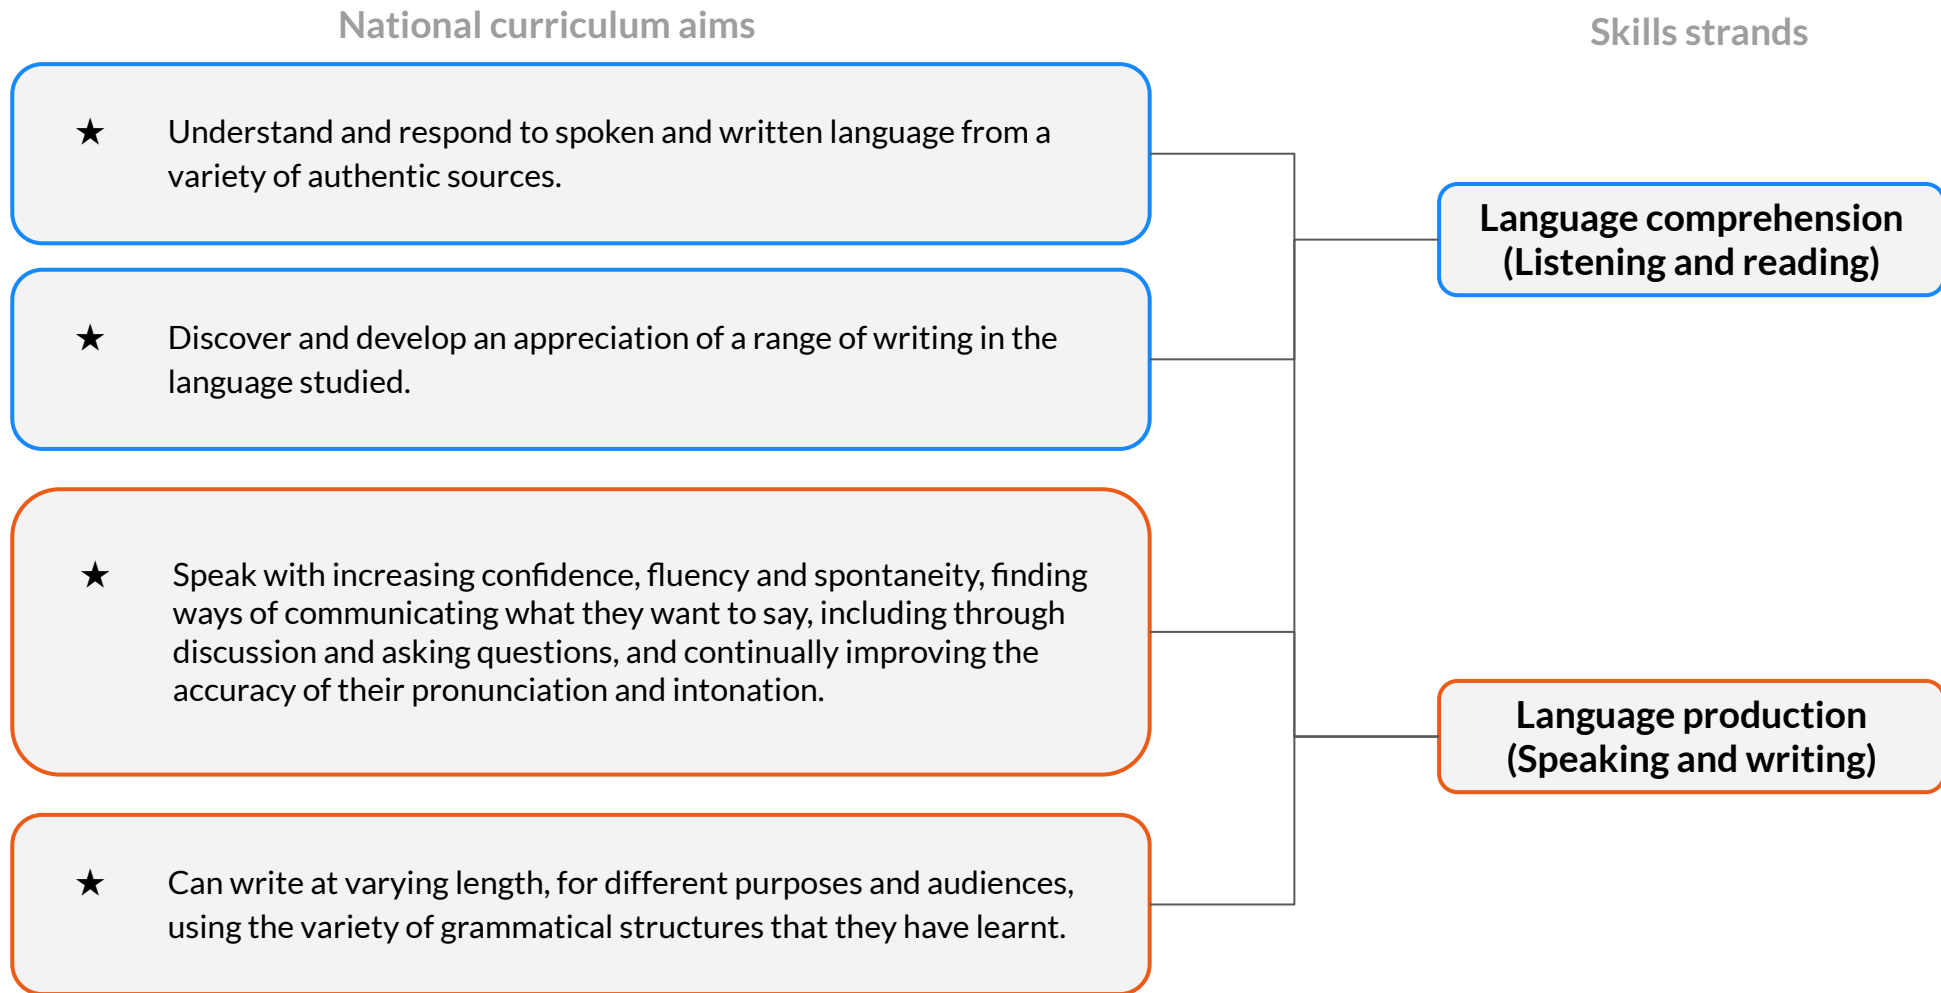 National curriculum aims
Skills strands
★ Understand and respond to spoken and written language from a
variety of authentic sources.
Language comprehension
(Listening and reading)
★ Discover and develop an appreciation of a range of writing in the
language studied.
★ Speak with increasing confidence, fluency and spontaneity, finding
ways of communicating what they want to say, including through
discussion and asking questions, and continually improving the
accuracy of their pronunciation and intonation.
Language production
(Speaking and writing)
★ Can write at varying length, for different purposes and audiences,
using the variety of grammatical structures that they have learnt.